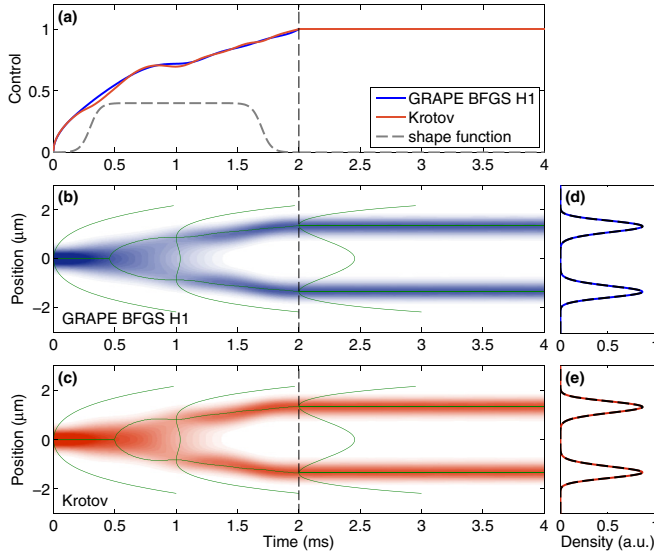 (a)
1
0.5
0
Control
GRAPE BFGS H1
Krotov
shape function
0 0.5 1 1.5 2 2.5 3 3.5 4
(b)
2
0
−2
Position (μm)
GRAPE BFGS H1
0 0.5 1 1.5 2 2.5 3 3.5 4
(d)
0 0.5 1
(c)
2
0
−2
Position (μm)
Krotov
0 0.5 1 1.5 2 2.5 3 3.5 4
Time (ms)
(e)
0 0.5 1
Density (a.u.)